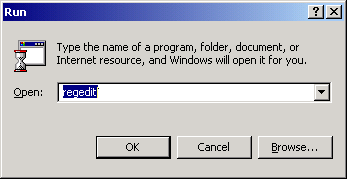 Run
Type the name of a program, folder, document, or
Internet resource, and Windows will open it for you.
Open: regedit
OK Cancel Browse...